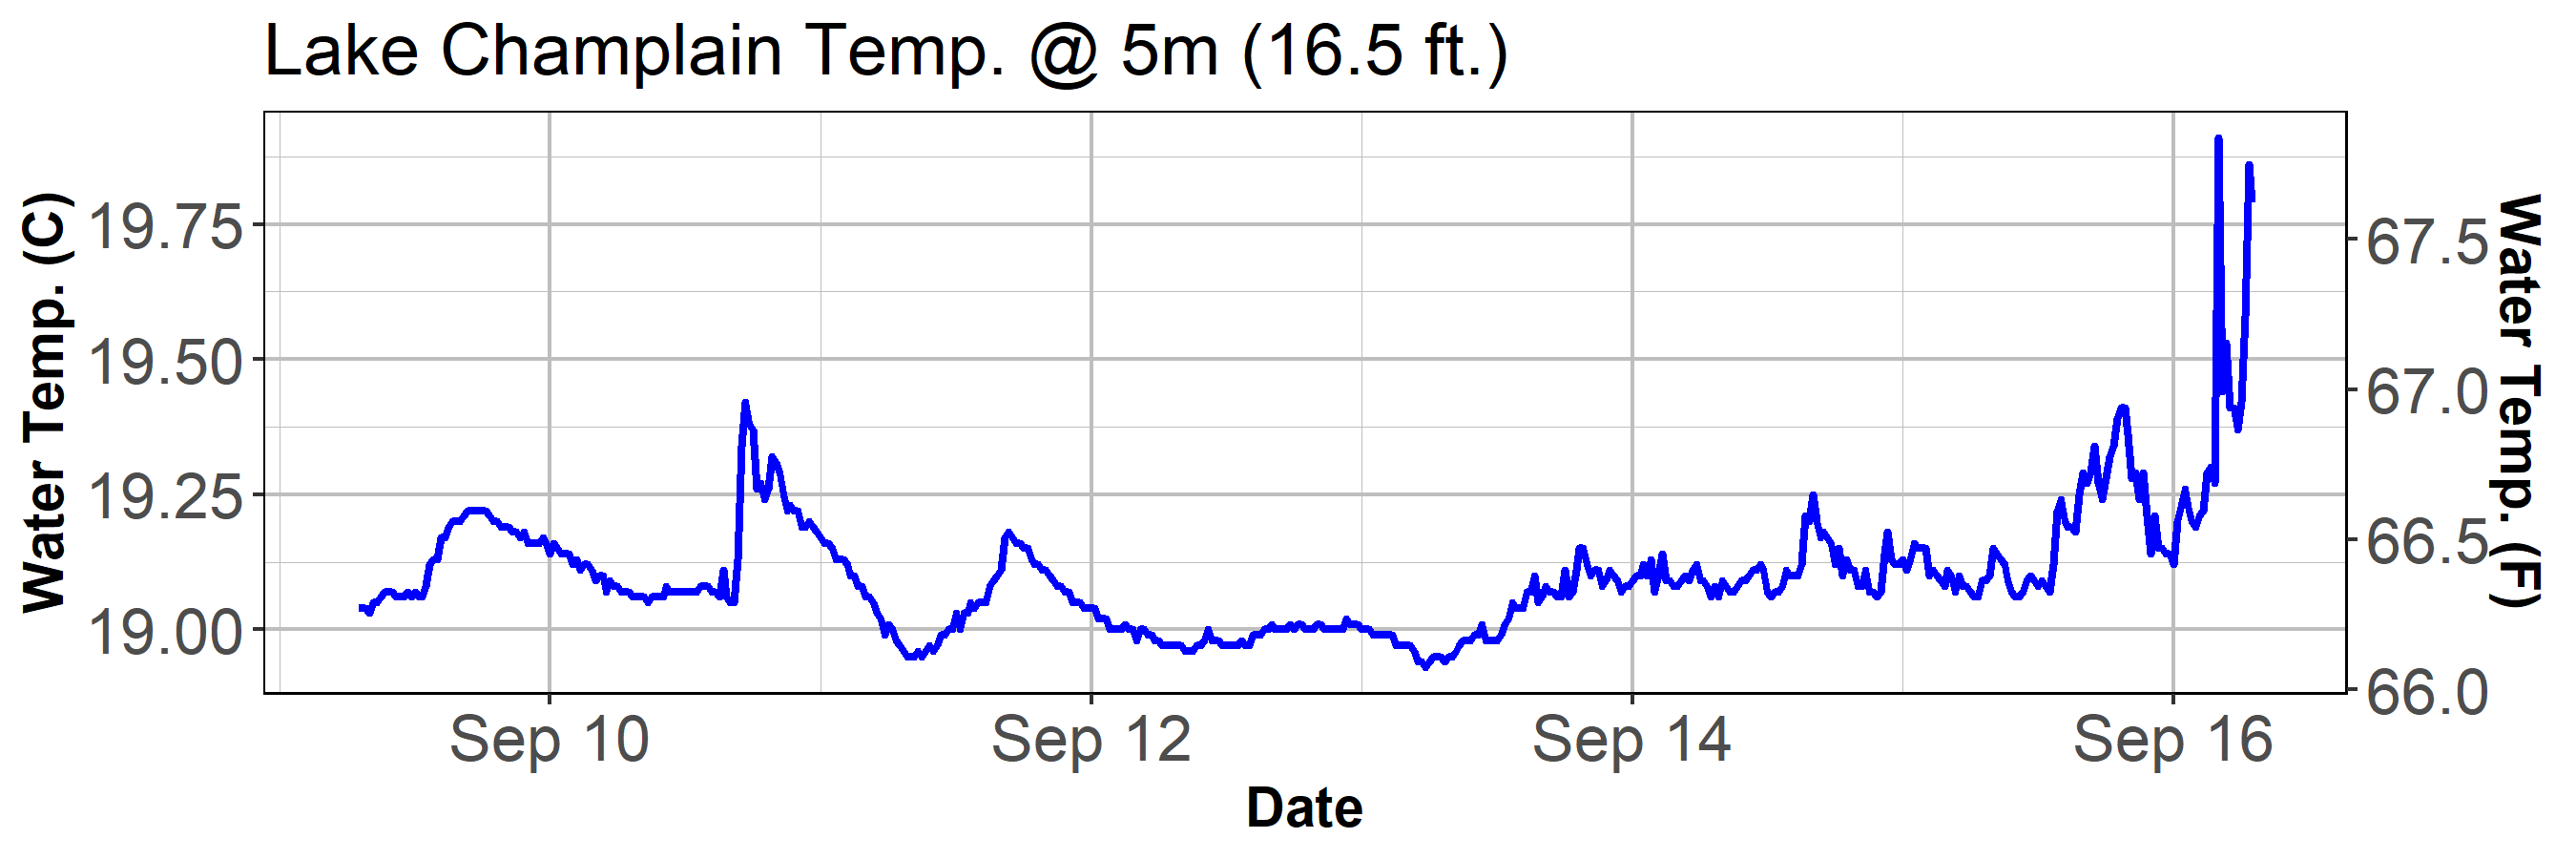 Lake Champlain Temp. @ 5m (16.5 ft.)
Water Temp. (C)
19.75
19.50
19.25
19.00
67.5
67.0
66.5
66.0
Water Temp. (F)
Sep 10 Sep 12 Sep 14 Sep 16
Date